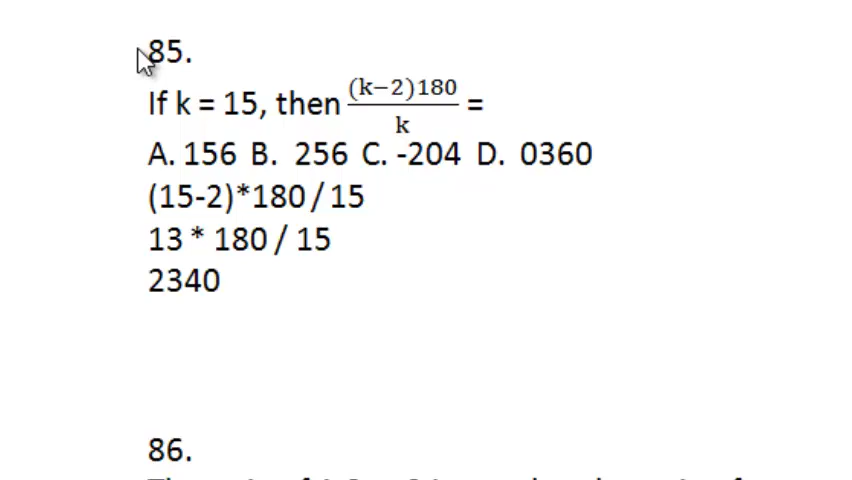 85.
If k = 15, then (k−2)180 / k =
A. 156 B. 256 C. -204 D. 0360
(15-2)*180 / 15
13 * 180 / 15
2340
86.